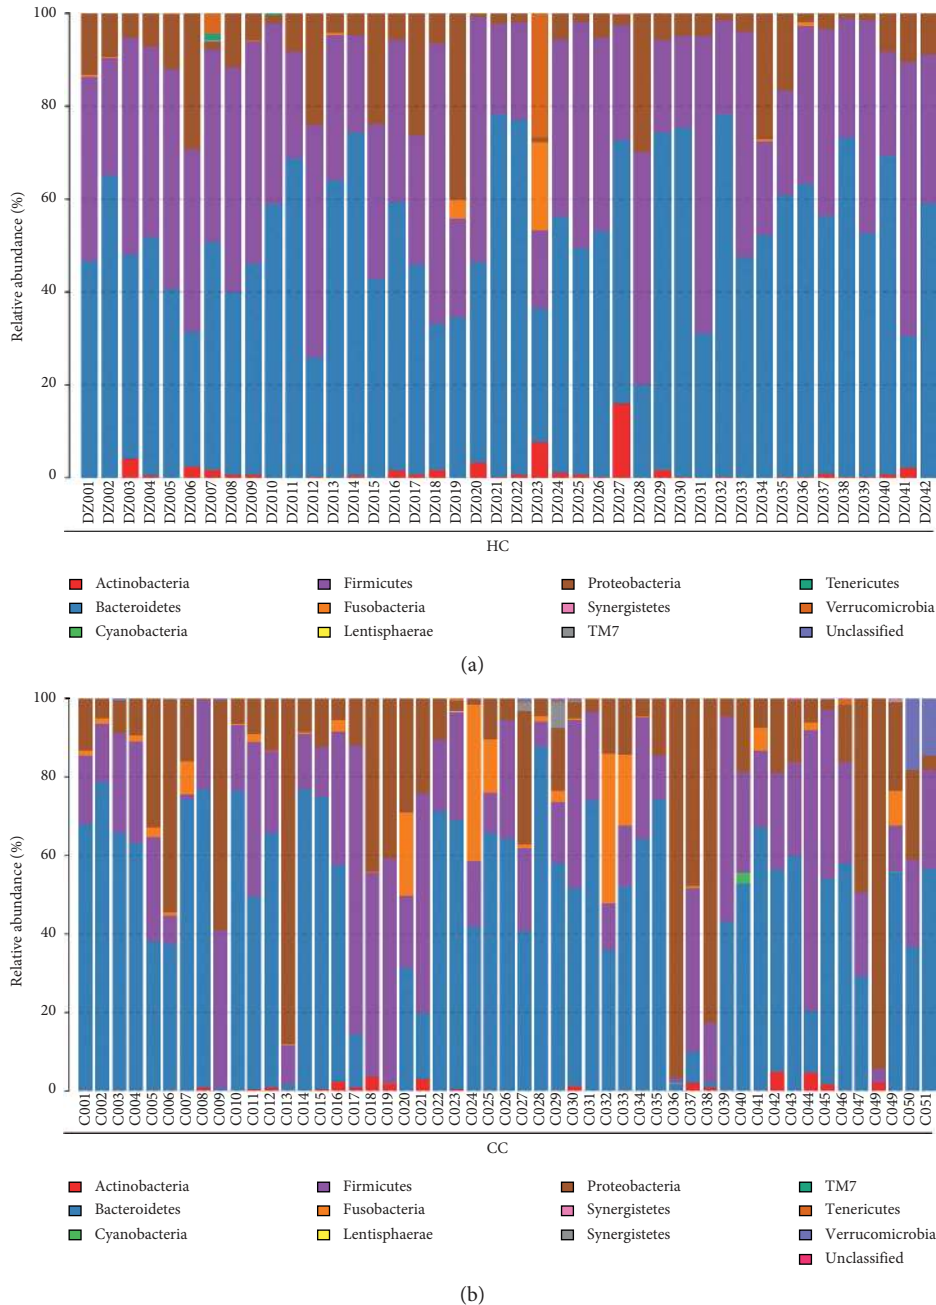 100
80
60
40
20
0
Relative abundance (%)
DZ001 DZ002 DZ003 DZ004 DZ005 DZ006 DZ007 DZ008 DZ009 DZ010 DZ011 DZ012 DZ013 DZ014 DZ015 DZ016 DZ017 DZ018 DZ019 DZ020 DZ021 DZ022 DZ023 DZ024 DZ025 DZ026 DZ027 DZ028 DZ029 DZ030 DZ031 DZ032 DZ033 DZ034 DZ035 DZ036 DZ037 DZ038 DZ039 DZ040 DZ041 DZ042
HC
Actinobacteria Firmicutes Proteobacteria Tenericutes
Bacteroidetes Fusobacteria Synergistetes Verrucomicrobia
Cyanobacteria Lentisphaerae TM7 Unclassified
(a)
100
80
60
40
20
0
Relative abundance (%)
C001 C002 C003 C004 C005 C006 C007 C008 C009 C010 C011 C012 C013 C014 C015 C016 C017 C018 C019 C020 C021 C022 C023 C024 C025 C026 C027 C028 C029 C030 C031 C032 C033 C034 C035 C036 C037 C038 C039 C040 C041 C042 C043 C044 C045 C046 C047 C049 C049 C050 C051
CC
Actinobacteria Firmicutes Proteobacteria TM7
Bacteroidetes Fusobacteria Synergistetes Tenericutes
Cyanobacteria Lentisphaerae Synergistetes Verrucomicrobia
Unclassified
(b)